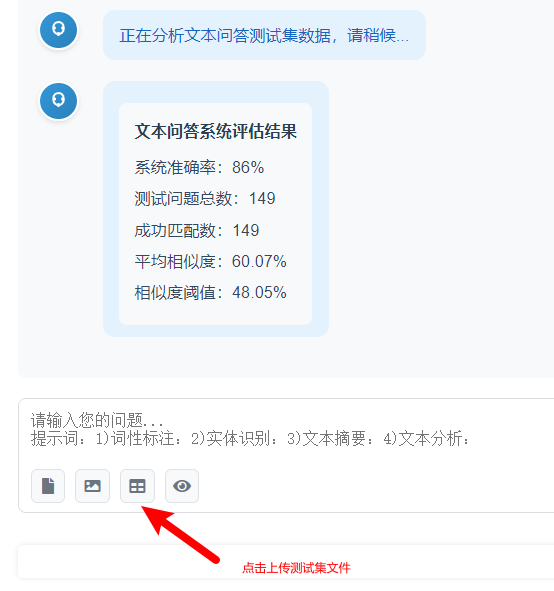 正在分析文本问答测试集数据，请稍候...
文本问答系统评估结果
系统准确率：86%
测试问题总数：149
成功匹配数：149
平均相似度：60.07%
相似度阈值：48.05%
请输入您的问题...
提示词：1)词性标注：2)实体识别：3)文本摘要：4)文本分析：
点击上传测试集文件